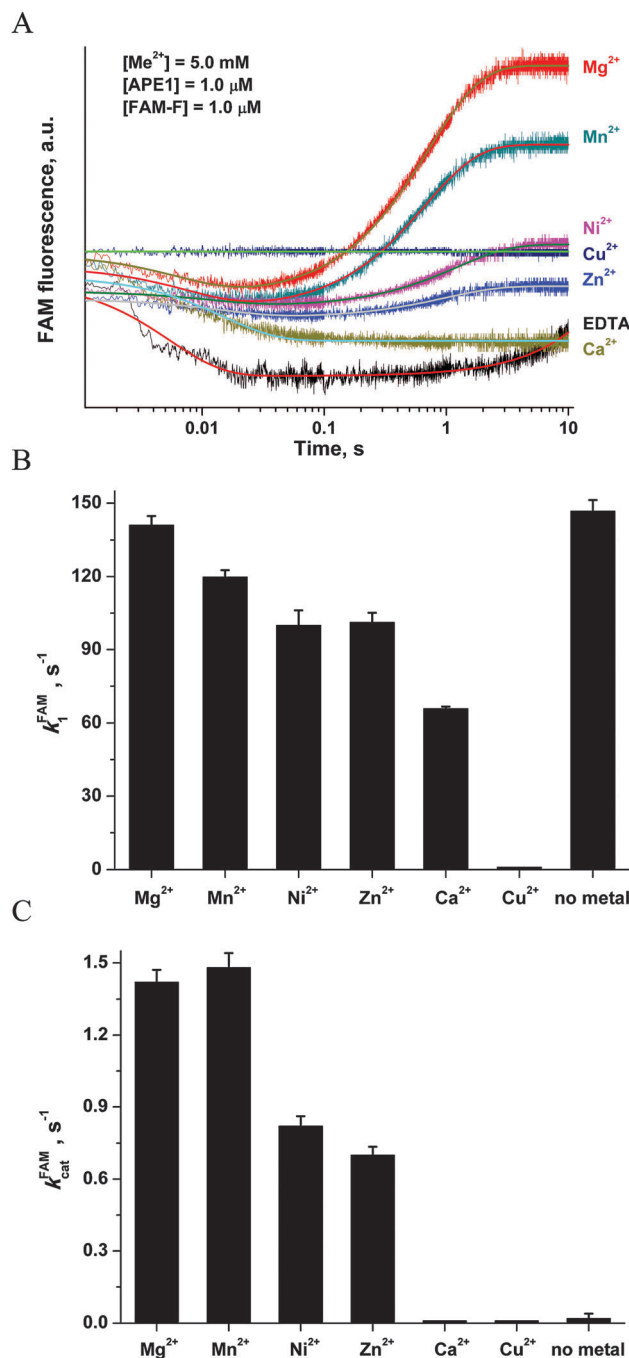 A
[Me²⁺] = 5.0 mM
[APE1] = 1.0 μM
[FAM-F] = 1.0 μM
Mg²⁺
Mn²⁺
Ni²⁺
Cu²⁺
Zn²⁺
EDTA
Ca²⁺
FAM fluorescence, a.u.
0.01 0.1 1 10
Time, s
B
150
120
90
60
30
0
k₁ᶠᴬᴹ, s⁻¹
Mg²⁺ Mn²⁺ Ni²⁺ Zn²⁺ Ca²⁺ Cu²⁺ no metal
C
1.5
1.2
0.9
0.6
0.3
0.0
k_cat^FAM, s⁻¹
Mg²⁺ Mn²⁺ Ni²⁺ Zn²⁺ Ca²⁺ Cu²⁺ no metal